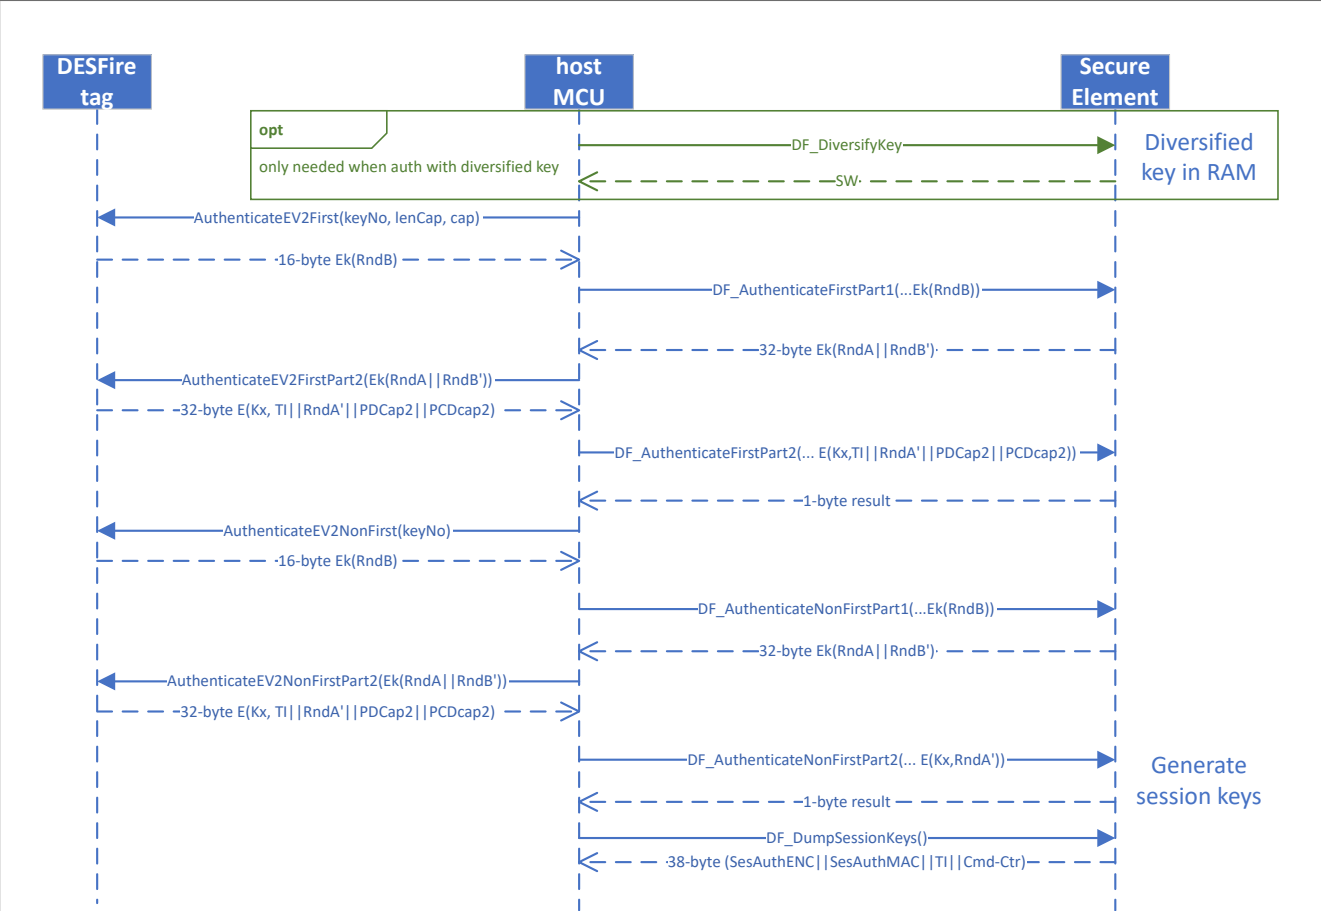 DESFire
tag
host
MCU
Secure
Element
opt
DF_DiversifyKey
Diversified
key in RAM
only needed when auth with diversified key
SW
AuthenticateEV2First(keyNo, lenCap, cap)
16-byte Ek(RndB)
DF_AuthenticateFirstPart1(...Ek(RndB))
32-byte Ek(RndA||RndB')
AuthenticateEV2FirstPart2(Ek(RndA||RndB'))
32-byte E(Kx, TI||RndA'||PDCap2||PCDcap2)
DF_AuthenticateFirstPart2(... E(Kx,TI||RndA'||PDCap2||PCDcap2))
1-byte result
AuthenticateEV2NonFirst(keyNo)
16-byte Ek(RndB)
DF_AuthenticateNonFirstPart1(...Ek(RndB))
32-byte Ek(RndA||RndB')
AuthenticateEV2NonFirstPart2(Ek(RndA||RndB'))
32-byte E(Kx, TI||RndA'||PDCap2||PCDcap2)
DF_AuthenticateNonFirstPart2(... E(Kx,RndA'))
Generate
session keys
1-byte result
DF_DumpSessionKeys()
38-byte (SesAuthENC||SesAuthMAC||TI||Cmd-Ctr)